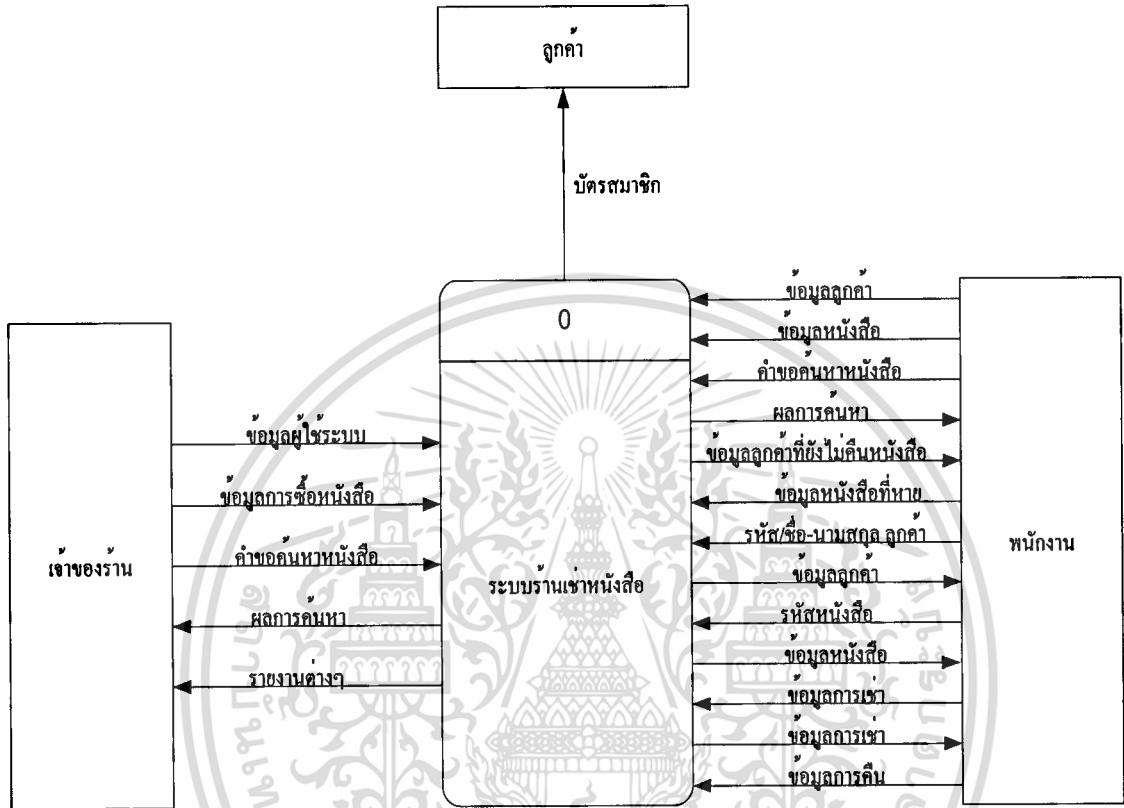 ลูกค้า
บัตรสมาชิก
0
ระบบร้านเช่าหนังสือ
เจ้าของร้าน
ข้อมูลผู้ใช้ระบบ
ข้อมูลการซื้อหนังสือ
คำขอค้นหาหนังสือ
ผลการค้นหา
รายงานต่างๆ
พนักงาน
ข้อมูลลูกค้า
ข้อมูลหนังสือ
คำขอค้นหาหนังสือ
ผลการค้นหา
ข้อมูลลูกค้าที่ยังไม่คืนหนังสือ
ข้อมูลหนังสือที่หาย
รหัส/ชื่อ-นามสกุล ลูกค้า
ข้อมูลลูกค้า
รหัสหนังสือ
ข้อมูลหนังสือ
ข้อมูลการเช่า
ข้อมูลการเช่า
ข้อมูลการคืน